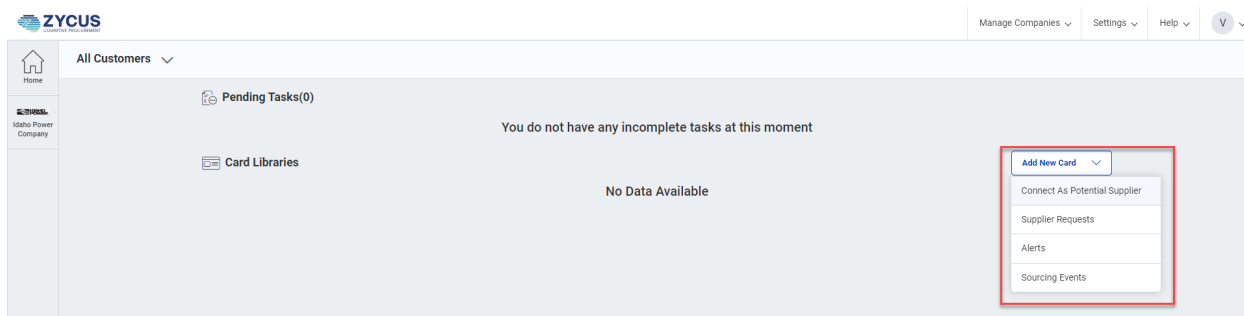 ZYCUS
COGNITIVE PROCUREMENT
Manage Companies
Settings
Help
V
Home
All Customers
Idaho Power
Company
Pending Tasks(0)
You do not have any incomplete tasks at this moment
Card Libraries
Add New Card
No Data Available
Connect As Potential Supplier
Supplier Requests
Alerts
Sourcing Events